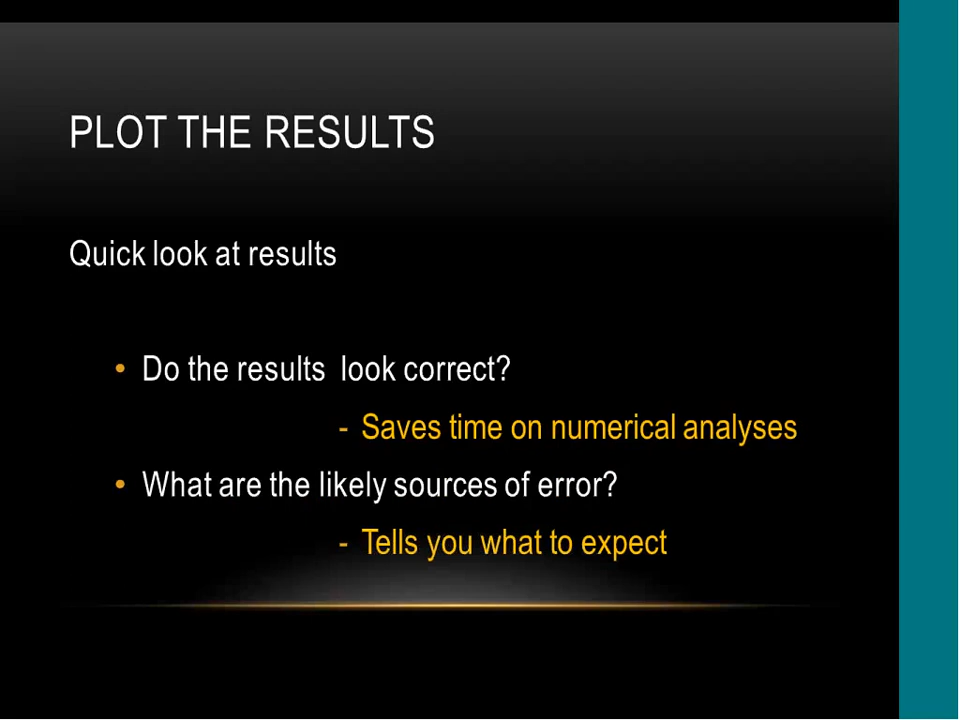 PLOT THE RESULTS
Quick look at results
• Do the results  look correct?
- Saves time on numerical analyses
• What are the likely sources of error?
- Tells you what to expect